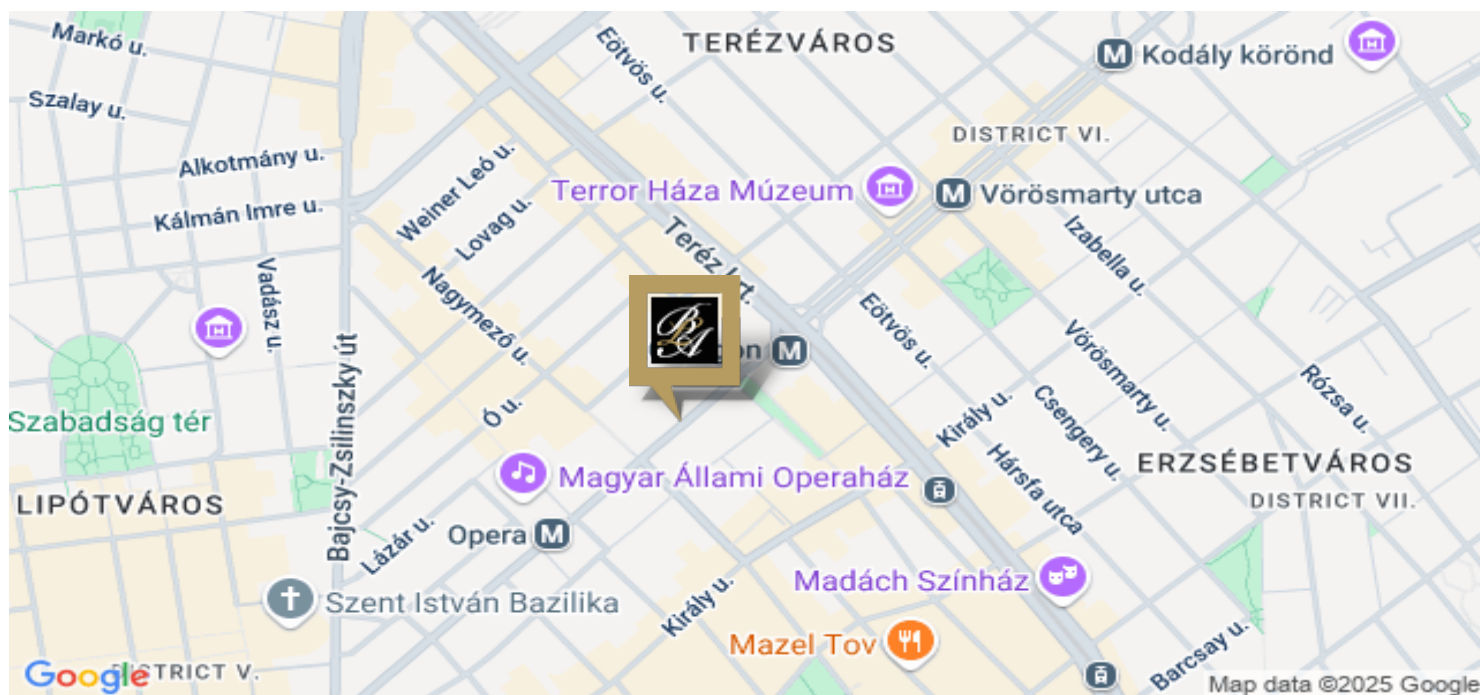 Markó u.
Szalay u.
Alkotmány u.
Kálmán Imre u.
Vadász u.
Szabadság tér
LIPÓTVÁROS
Bajcsy-Zsilinszky út
Weiner Leó u.
Lovag u.
Nagymező u.
Ó u.
Lázár u.
Eötvös u.
TERÉZVÁROS
Kodály körönd
DISTRICT VI.
Terror Háza Múzeum
Vörösmarty utca
Izabella u.
Teréz krt.
Eötvös u.
Vörösmarty u.
Rózsa u.
Király u.
Csengery u.
Hársfa utca
ERZSÉBETVÁROS
DISTRICT VII.
Magyar Állami Operaház
Opera
Szent István Bazilika
Király u.
Madách Színház
Mazel Tov
Barcsay u.
Google
TRICT V.
Map data ©2025 Google